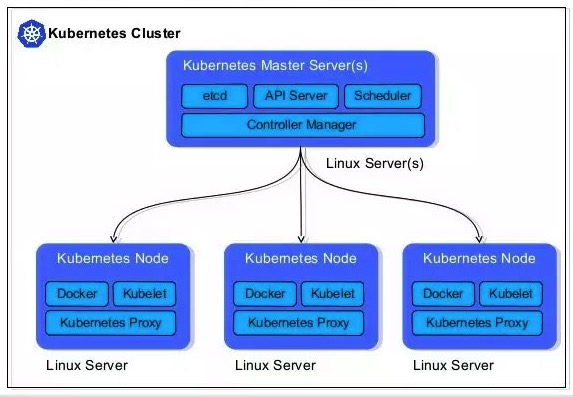 Kubernetes Cluster
Kubernetes Master Server(s)
etcd API Server Scheduler
Controller Manager
Linux Server(s)
Kubernetes Node Kubernetes Node Kubernetes Node
Docker Kubelet Docker Kubelet Docker Kubelet
Kubernetes Proxy Kubernetes Proxy Kubernetes Proxy
Linux Server Linux Server Linux Server